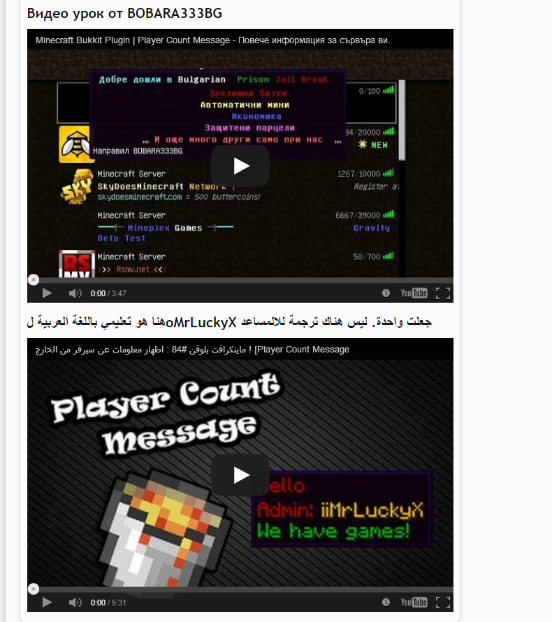 Видео урок от BOBARA333BG
Minecraft Bukkit Plugin | Player Count Message - Повече информация за сървъра ви.
Добре дошли в Bulgarian Prison Jail Break
0/100
Зрелищни битки
Автоматични мини
Икономика
Защитени парцели
84/20000
,,, И още много други само при нас ,,,
NEW
Направил BOBARA333BG
Minecraft Server
1267/10000
SkyDoesMinecraft Network
Register a
skydoesminecraft.com = 500 buttercoins!
Minecraft Server
6667/39000
Mineplex Games
Gravity
Beta Test
Minecraft Server
50/700
>>> Rsmv.net <<<
0:00 / 3:47
YouTube
هنا هو تعليمي باللغة العربية لoMrLuckyX جعلت واحدة. ليس هناك ترجمة للالمساعد
ماينكرافت بلوقن #84 : اظهار معلومات عن سيرفر من الخارج ! [Player Count Message
Player Count
Message
Hello
Admin: iiMrLuckyX
We have games!
0:00 / 5:31
YouTube